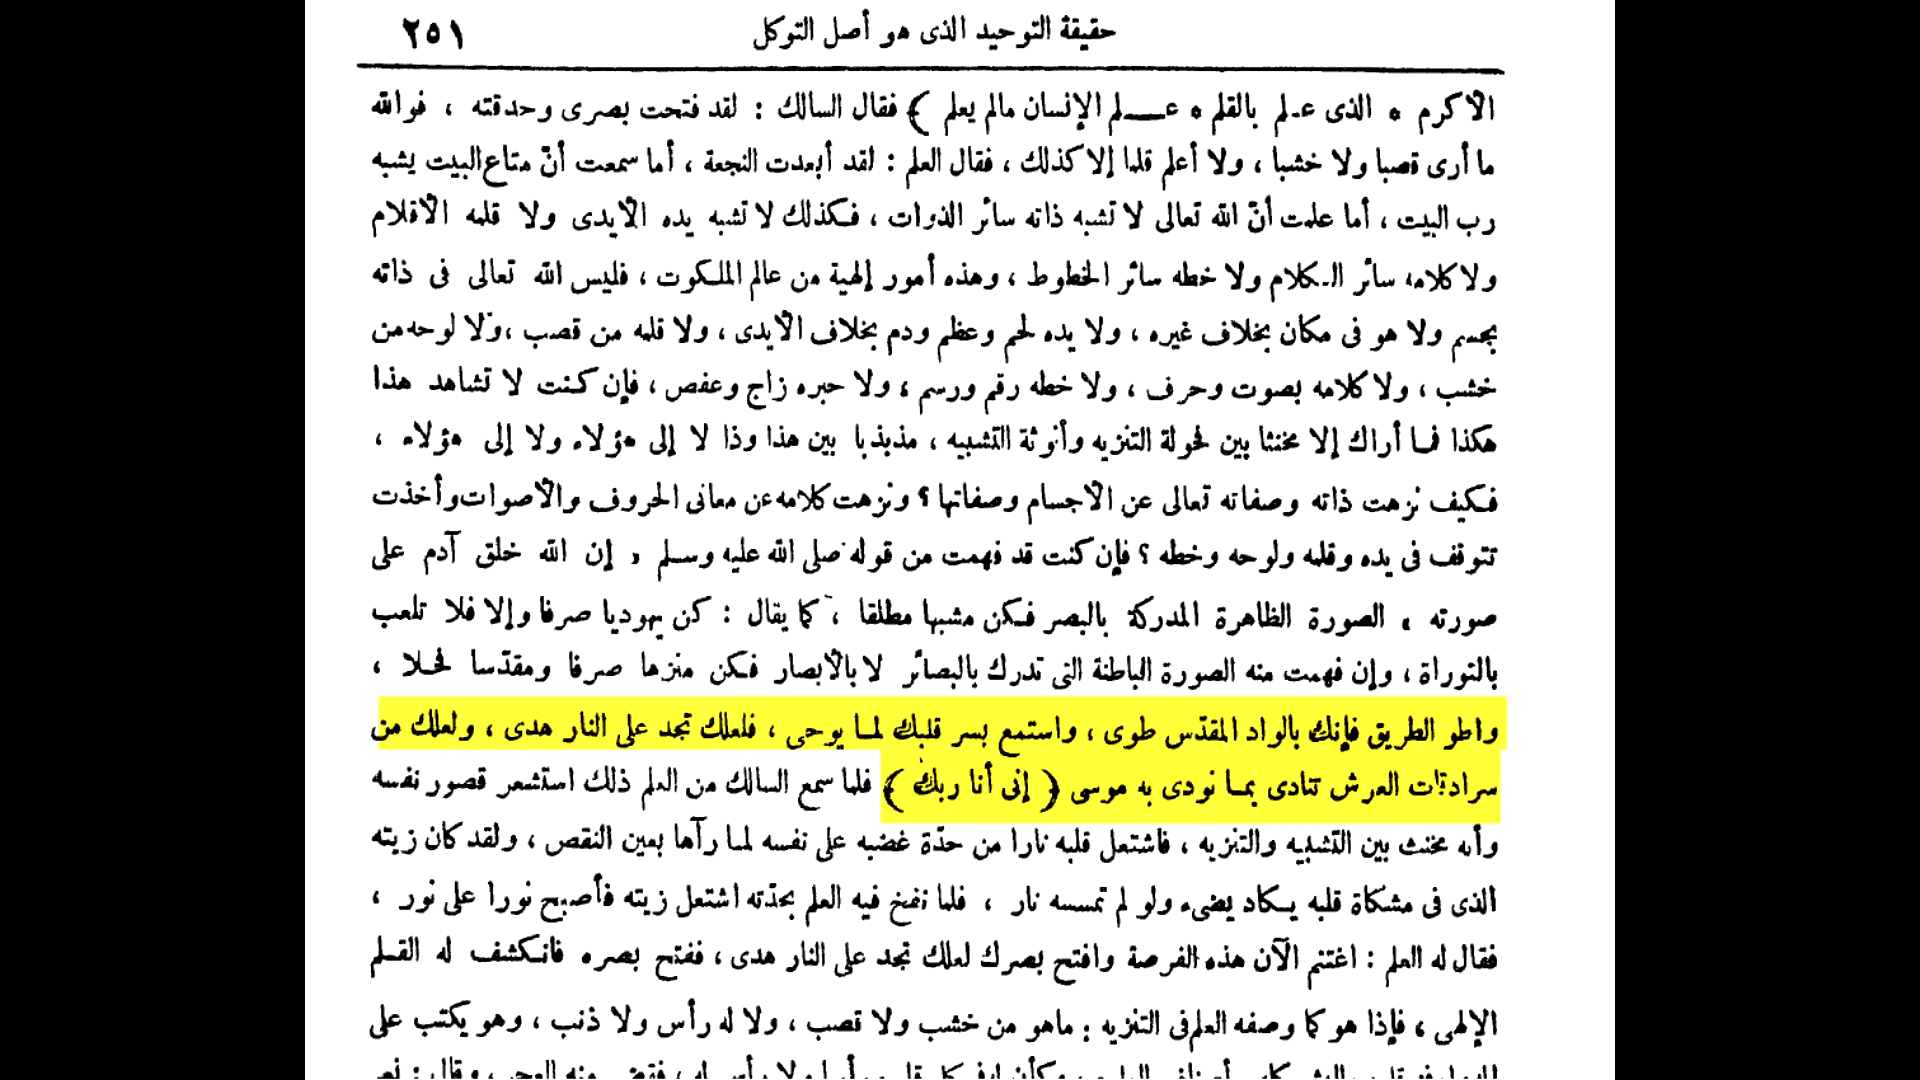 حقيقة التوحيد الذى هو أصل التوكل
٢٥١
الأكرم * الذى علم بالقلم * علم الإنسان مالم يعلم ﴾ فقال السالك : لقد فتحت بصرى وحدقته ، فوالله
ما أرى قصبا ولا خشبا ، ولا أعلم قلما إلا كذلك ، فقال العلم : لقد أبعدت النجعة ، أما سمعت أنّ متاع البيت يشبه
رب البيت ، أما علمت أنّ الله تعالى لا تشبه ذاته سائر الذوات ، فكذلك لا تشبه يده الأيدى ولا قلمه الأقلام
ولا كلامه سائر الكلام ولا خطه سائر الخطوط ، وهذه أمور إلهية من عالم الملكوت ، فليس الله تعالى فى ذاته
بجسم ولا هو فى مكان بخلاف غيره ، ولا يده لحم وعظم ودم بخلاف الأيدى ، ولا قلمه من قصب ، ولا لوحه من
خشب ، ولا كلامه بصوت وحرف ، ولا خطه رقم ورسم ، ولا حبره زاج وعفص ، فإن كنت لا تشاهد هذا
هكذا فما أراك إلا مخنثا بين فحولة التنزيه وأنوثة التشبيه ، مذبذبا بين هذا وذا لا إلى هؤلاء ولا إلى هؤلاء ،
فكيف نزهت ذاته وصفاته تعالى عن الأجسام وصفاتها ؟ ونزهت كلامه عن معانى الحروف والأصوات وأخذت
تتوقف فى يده وقلمه ولوحه وخطه ؟ فإن كنت قد فهمت من قوله صلى الله عليه وسلم « إن الله خلق آدم على
صورته » الصورة الظاهرة المدركة بالبصر فكن مشبها مطلقا ، كما يقال : كن يهوديا صرفا وإلا فلا تلعب
بالتوراة ، وإن فهمت منه الصورة الباطنة التى تدرك بالبصائر لا بالأبصار فكن منزها صرفا ومقدّسا فحلا ،
واطو الطريق فإنك بالواد المقدّس طوى ، واستمع بسر قلبك لما يوحى ، فلعلك تجد على النار هدى ، ولعلك من
سرادقات العرش تنادى بما نودى به موسى ﴿ إنى أنا ربك ﴾ فلما سمع السالك من العلم ذلك استشعر قصور نفسه
وأنه مخنث بين التشبيه والتنزيه ، فاشتعل قلبه نارا من حدّة غضبه على نفسه لما رآها بعين النقص ، ولقد كان زيته
الذى فى مشكاة قلبه يكاد يضىء ولو لم تمسسه نار ، فلما نفخ فيه العلم بحدّته اشتعل زيته فأصبح نورا على نور ،
فقال له العلم : اغتنم الآن هذه الفرصة وافتح بصرك لعلك تجد على النار هدى ، ففتح بصره فانكشف له القلم
الإلهى ، فإذا هو كما وصفه العلم فى التنزيه : ماهو من خشب ولا قصب ، ولا له رأس ولا ذنب ، وهو يكتب على